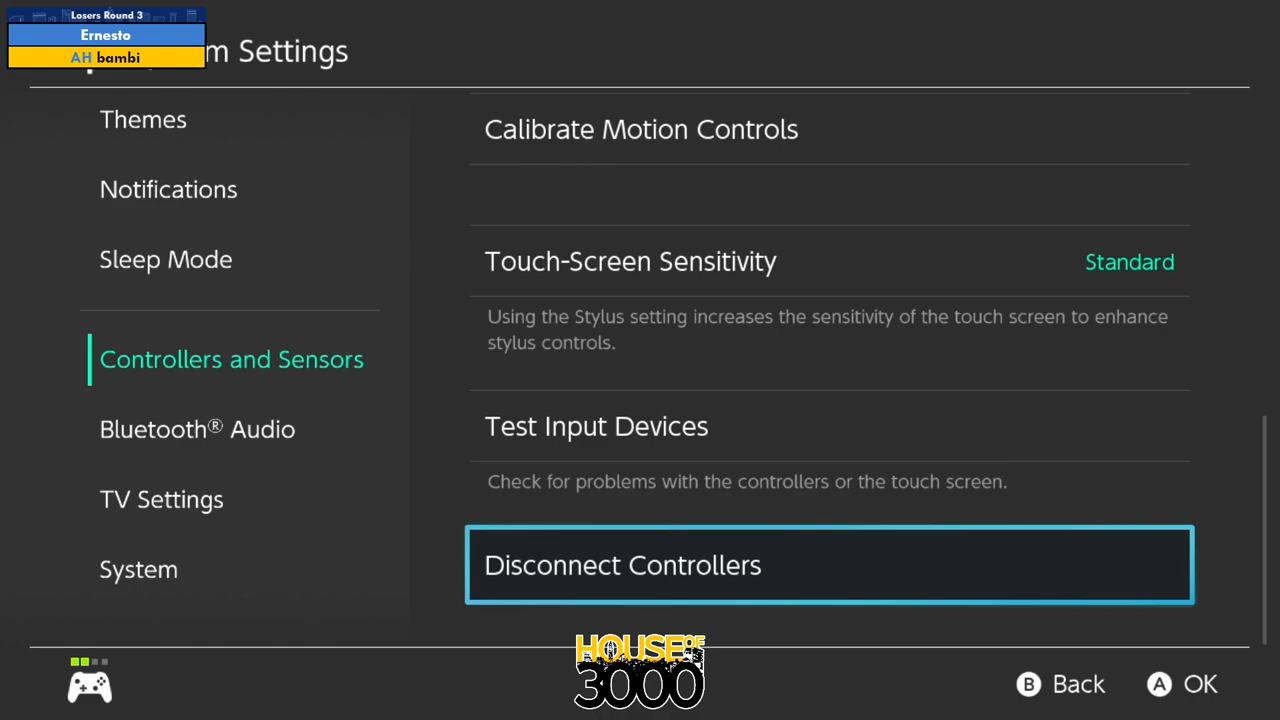 Losers Round 3
Ernesto
AH bambi
m Settings
Themes
Notifications
Sleep Mode
Controllers and Sensors
Bluetooth® Audio
TV Settings
System
Calibrate Motion Controls
Touch-Screen Sensitivity Standard
Using the Stylus setting increases the sensitivity of the touch screen to enhance
stylus controls.
Test Input Devices
Check for problems with the controllers or the touch screen.
Disconnect Controllers
HOUSE OF
3000
B Back A OK